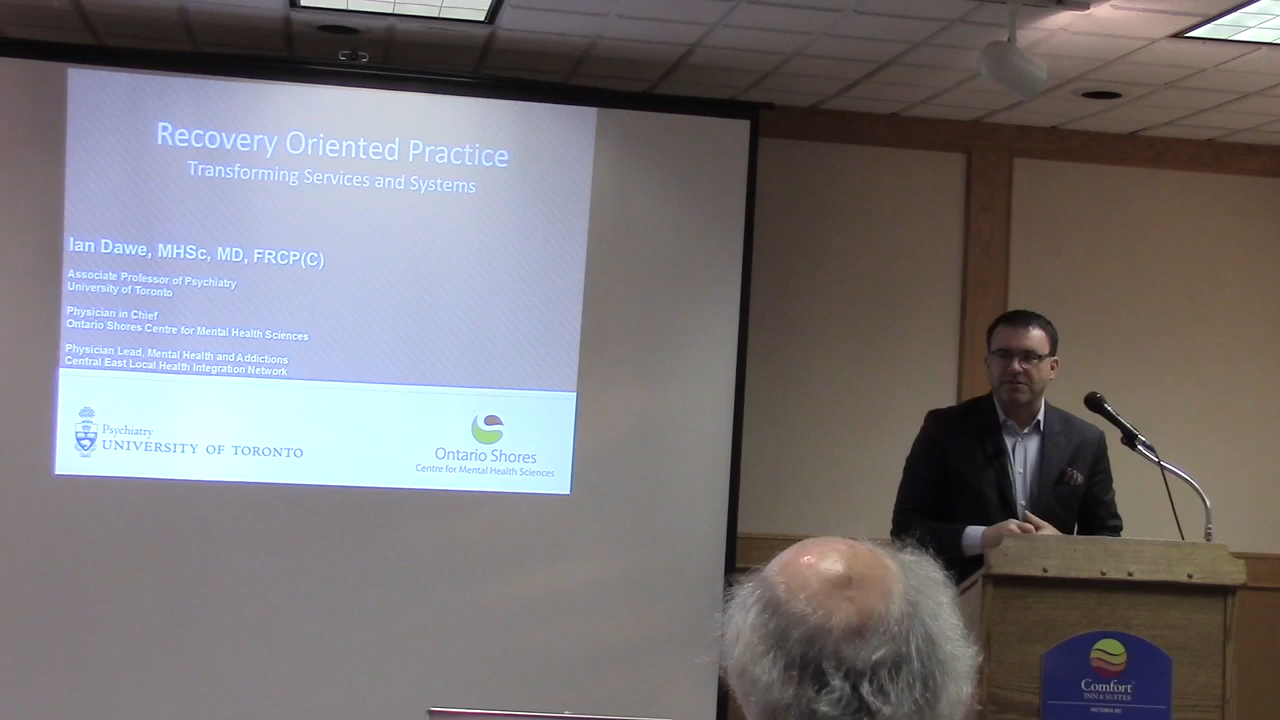 Recovery Oriented Practice
Transforming Services and Systems
Ian Dawe, MHSc, MD, FRCP(C)
Associate Professor of Psychiatry
University of Toronto
Physician in Chief
Ontario Shores Centre for Mental Health Sciences
Physician Lead, Mental Health and Addictions
Central East Local Health Integration Network
Psychiatry
UNIVERSITY OF TORONTO
Ontario Shores
Centre for Mental Health Sciences
Comfort
INN & SUITES
VICTORIA BC